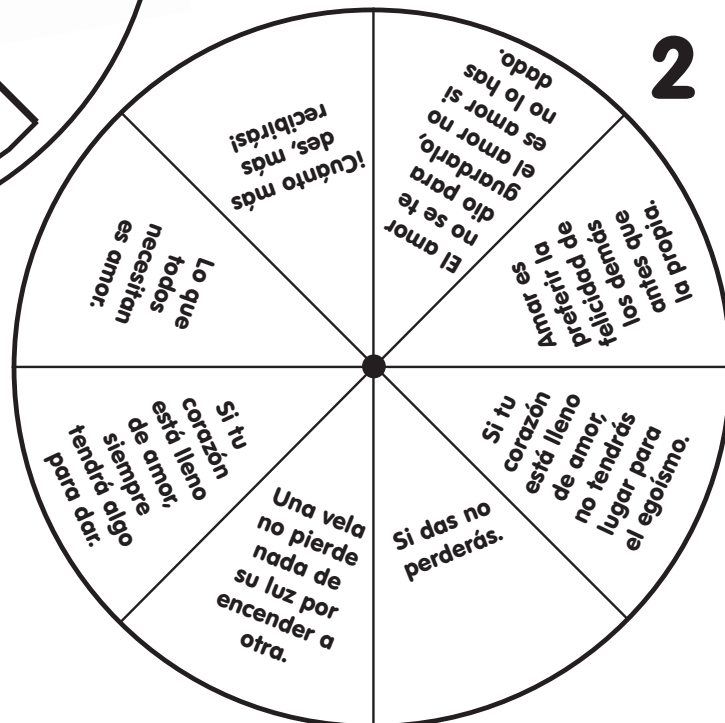 2
El amor
no se te
dio para
guardarlo,
el amor no
es amor si
no lo has
dado.
Amar es
preferir la
felicidad de
los demás
antes que
la propia.
Si tu
corazón
está lleno
de amor,
no tendrás
lugar para
el egoísmo.
Si das no
perderás.
Una vela
no pierde
nada de
su luz por
encender a
otra.
Si tu
corazón
está lleno
de amor,
siempre
tendrá algo
para dar.
Lo que
todos
necesitan
es amor.
¡Cuánto más
des, más
recibirás!